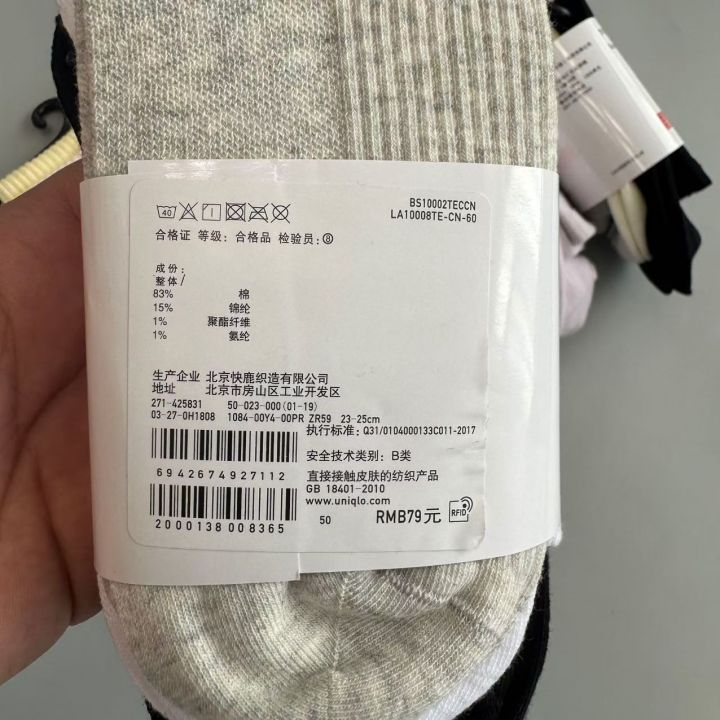 BS10002TECCN
LA10008TE-CN-60
40
合格证 等级: 合格品 检验员:⑧
成份:
整体/
83% 棉
15% 锦纶
1% 聚酯纤维
1% 氨纶
生产企业 北京快鹿织造有限公司
地址 北京市房山区工业开发区
271-425831 50-023-000(01-19)
03-27-0H1808 1084-00Y4-00PR ZR59 23-25cm
执行标准: Q31/0104000133C011-2017
安全技术类别: B类
6942674927112
直接接触皮肤的纺织产品
GB 18401-2010
www.uniqlo.com
2000138008365
50 RMB79元 RFID